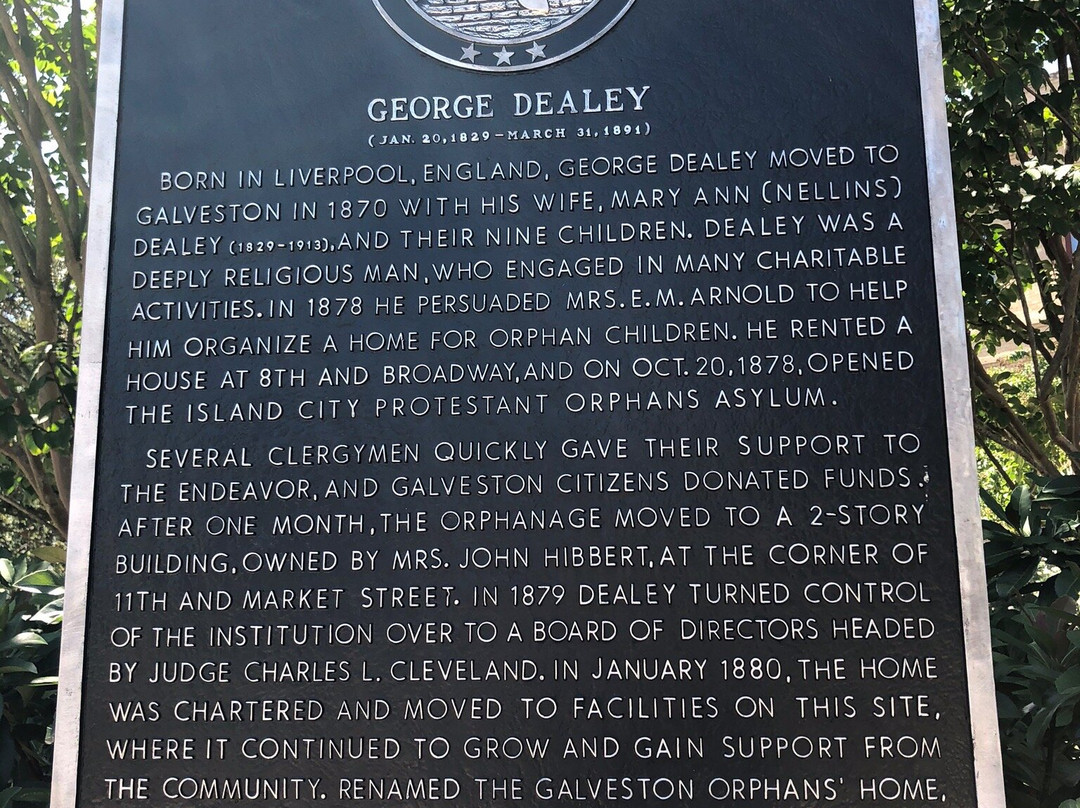 GEORGE DEALEY
(JAN. 20, 1829 – MARCH 31, 1891)
BORN IN LIVERPOOL, ENGLAND, GEORGE DEALEY MOVED TO
GALVESTON IN 1870 WITH HIS WIFE, MARY ANN (NELLINS)
DEALEY (1829-1913), AND THEIR NINE CHILDREN. DEALEY WAS A
DEEPLY RELIGIOUS MAN, WHO ENGAGED IN MANY CHARITABLE
ACTIVITIES. IN 1878 HE PERSUADED MRS. E. M. ARNOLD TO HELP
HIM ORGANIZE A HOME FOR ORPHAN CHILDREN. HE RENTED A
HOUSE AT 8TH AND BROADWAY, AND ON OCT. 20, 1878, OPENED
THE ISLAND CITY PROTESTANT ORPHANS ASYLUM.
SEVERAL CLERGYMEN QUICKLY GAVE THEIR SUPPORT TO
THE ENDEAVOR, AND GALVESTON CITIZENS DONATED FUNDS.
AFTER ONE MONTH, THE ORPHANAGE MOVED TO A 2-STORY
BUILDING, OWNED BY MRS. JOHN HIBBERT, AT THE CORNER OF
11TH AND MARKET STREET. IN 1879 DEALEY TURNED CONTROL
OF THE INSTITUTION OVER TO A BOARD OF DIRECTORS HEADED
BY JUDGE CHARLES L. CLEVELAND. IN JANUARY 1880, THE HOME
WAS CHARTERED AND MOVED TO FACILITIES ON THIS SITE,
WHERE IT CONTINUED TO GROW AND GAIN SUPPORT FROM
THE COMMUNITY. RENAMED THE GALVESTON ORPHANS' HOME,